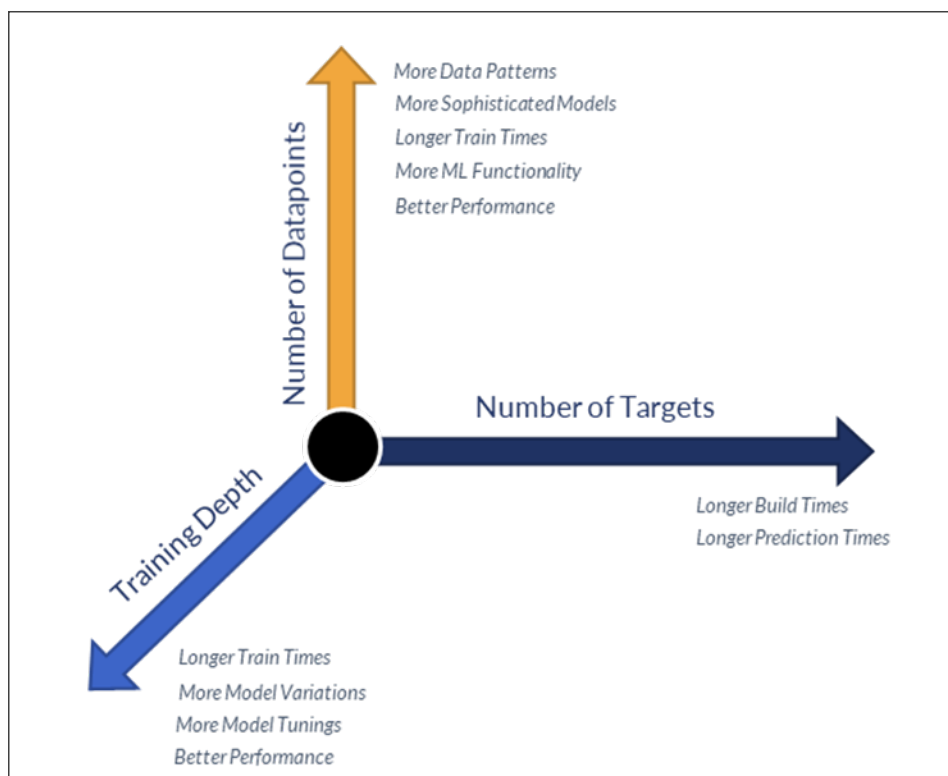 More Data Patterns
More Sophisticated Models
Longer Train Times
More ML Functionality
Better Performance
Number of Datapoints
Number of Targets
Longer Build Times
Longer Prediction Times
Training Depth
Longer Train Times
More Model Variations
More Model Tunings
Better Performance